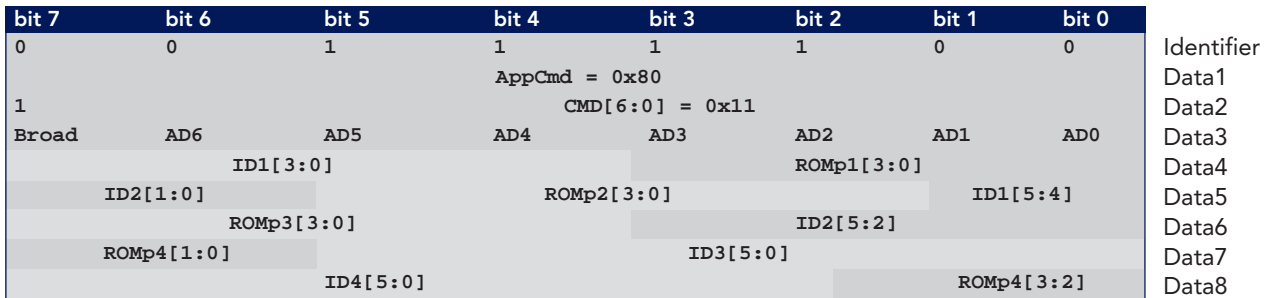 bit 7 bit 6 bit 5 bit 4 bit 3 bit 2 bit 1 bit 0
0 0 1 1 1 1 0 0 Identifier
AppCmd = 0x80 Data1
1 CMD[6:0] = 0x11 Data2
Broad AD6 AD5 AD4 AD3 AD2 AD1 AD0 Data3
ID1[3:0] ROMp1[3:0] Data4
ID2[1:0] ROMp2[3:0] ID1[5:4] Data5
ROMp3[3:0] ID2[5:2] Data6
ROMp4[1:0] ID3[5:0] Data7
ID4[5:0] ROMp4[3:2] Data8